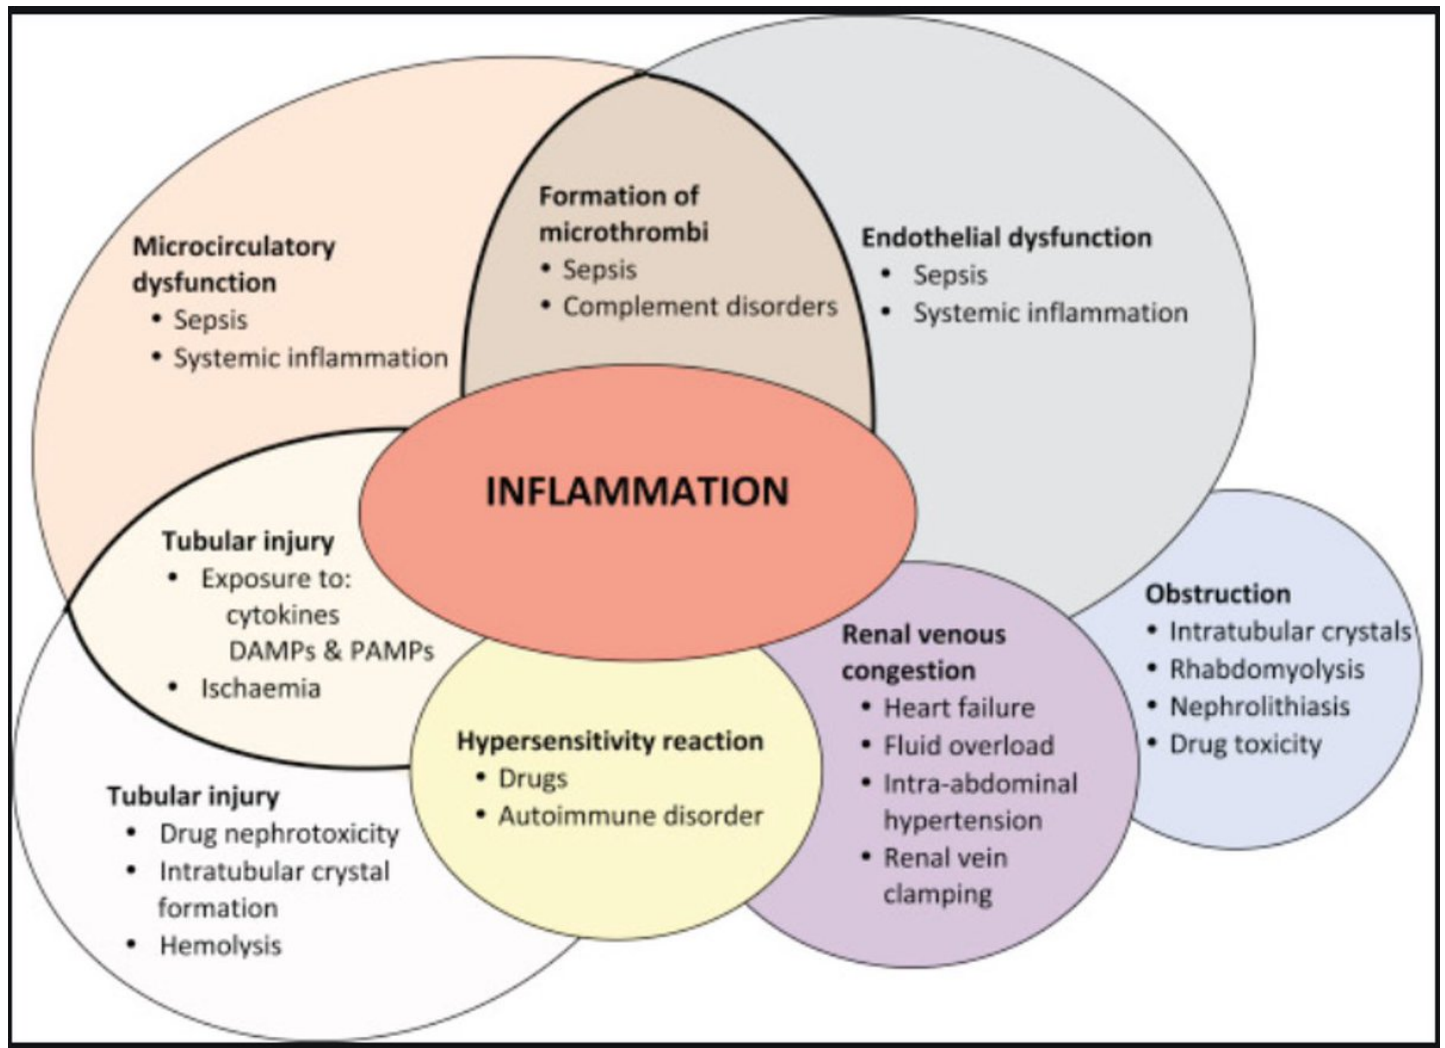 Formation of
microthrombi
• Sepsis
• Complement disorders
Microcirculatory
dysfunction
• Sepsis
• Systemic inflammation
Endothelial dysfunction
• Sepsis
• Systemic inflammation
INFLAMMATION
Tubular injury
• Exposure to:
cytokines
DAMPs & PAMPs
• Ischaemia
Obstruction
• Intratubular crystals
• Rhabdomyolysis
• Nephrolithiasis
• Drug toxicity
Renal venous
congestion
• Heart failure
• Fluid overload
• Intra-abdominal
hypertension
• Renal vein
clamping
Hypersensitivity reaction
• Drugs
• Autoimmune disorder
Tubular injury
• Drug nephrotoxicity
• Intratubular crystal
formation
• Hemolysis